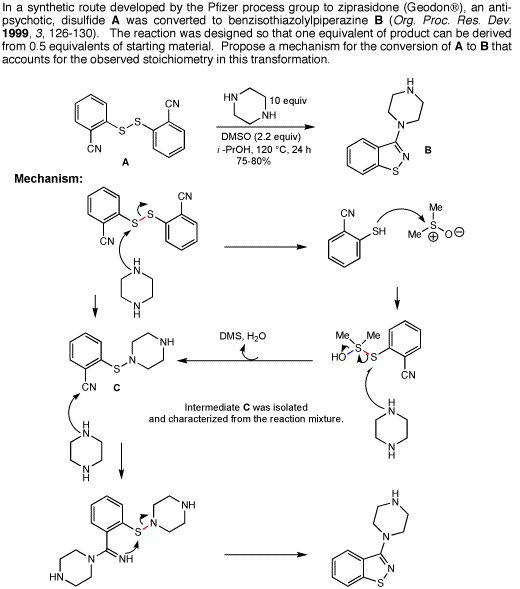 In a synthetic route developed by the Pfizer process group to ziprasidone (Geodon®), an anti-
psychotic, disulfide A was converted to benzisothiazolylpiperazine B (Org. Proc. Res. Dev.
1999, 3, 126-130). The reaction was designed so that one equivalent of product can be derived
from 0.5 equivalents of starting material. Propose a mechanism for the conversion of A to B that
accounts for the observed stoichiometry in this transformation.
CN
S S
CN
A
H
N
N
H
10 equiv
DMSO (2.2 equiv)
i-PrOH, 120 °C, 24 h
75-80%
H
N
N
N
S
B
Mechanism:
CN
S S
CN
H
N
N
H
CN
SH
Me
S
Me ⊕ O ⊖
NH
S N
CN
C
DMS, H2O
Me Me
HO S S
CN
Intermediate C was isolated
and characterized from the reaction mixture.
H
N
N
H
H
N
N
H
NH
S N
N
NH
HN
H
N
N
N
S